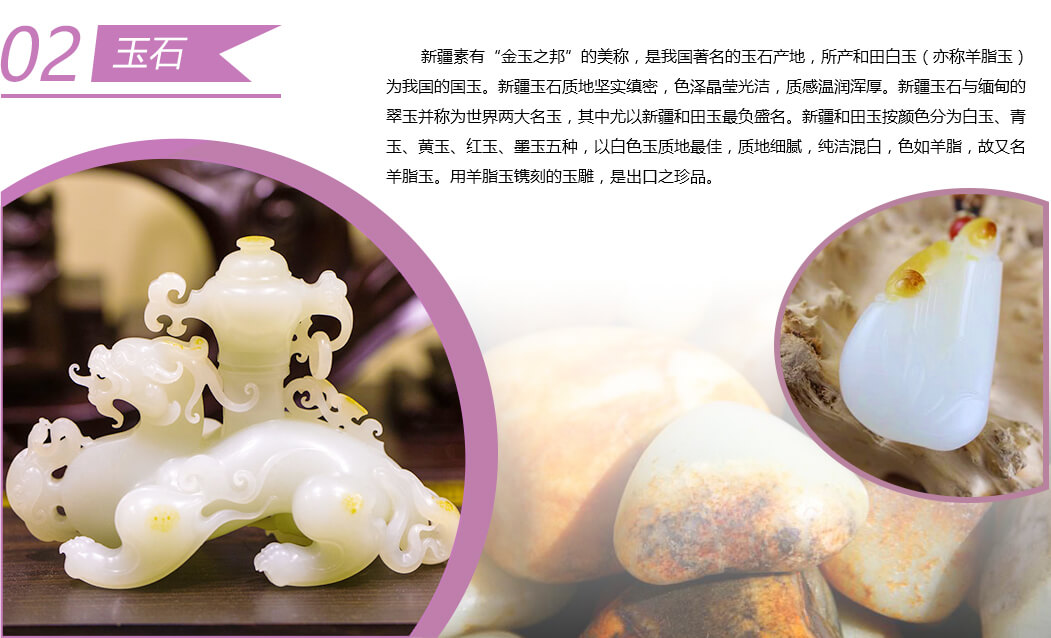 02 玉石
新疆素有“金玉之邦”的美称，是我国著名的玉石产地，所产和田白玉（亦称羊脂玉）
为我国的国玉。新疆玉石质地坚实缜密，色泽晶莹光洁，质感温润浑厚。新疆玉石与缅甸的
翠玉并称为世界两大名玉，其中尤以新疆和田玉最负盛名。新疆和田玉按颜色分为白玉、青
玉、黄玉、红玉、墨玉五种，以白色玉质地最佳，质地细腻，纯洁混白，色如羊脂，故又名
羊脂玉。用羊脂玉镌刻的玉雕，是出口之珍品。